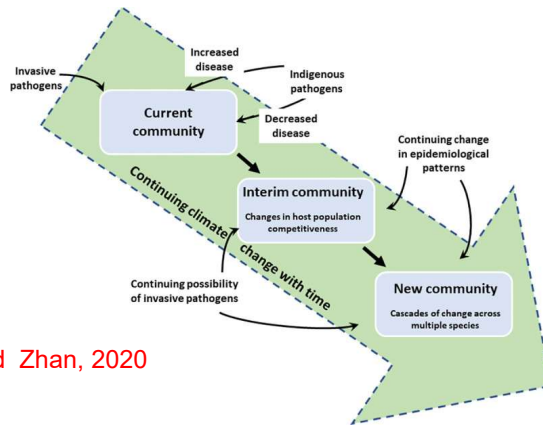 Increased
disease
Invasive
pathogens
Indigenous
pathogens
Current
community
Decreased
disease
Continuing change
in epidemiological
patterns
Interim community
Changes in host population
competitiveness
Continuing climate change with time
Continuing possibility
of invasive pathogens
New community
Cascades of change across
multiple species
Zhan, 2020